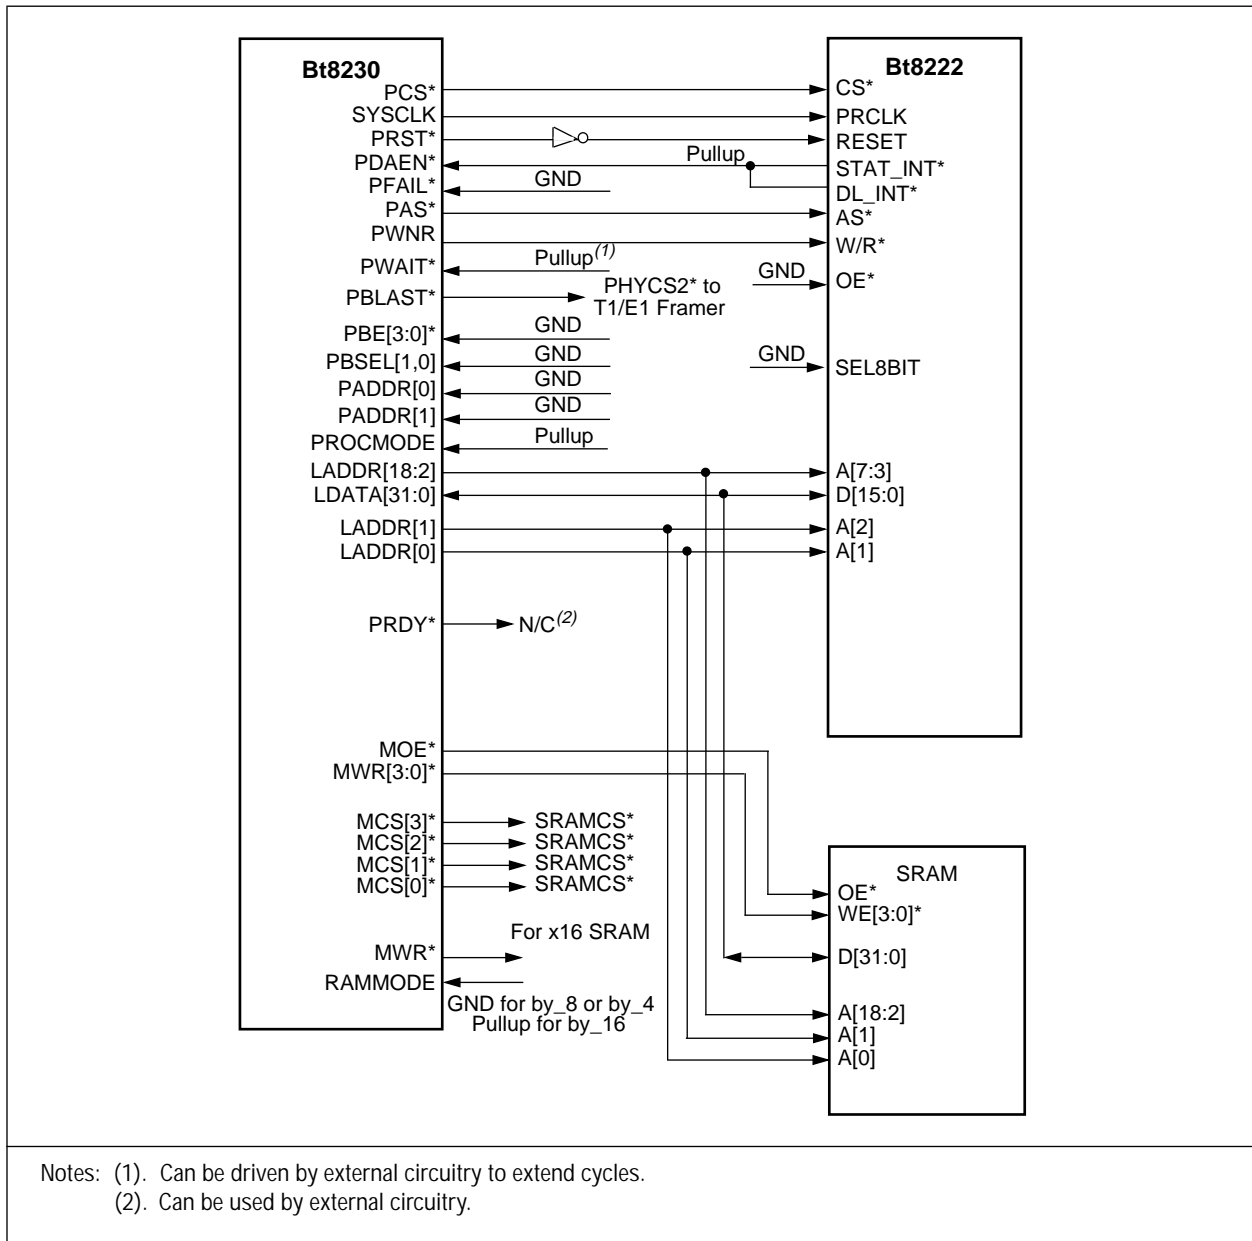 Bt8230
PCS*
SYSCLK
PRST*
PDAEN*
PFAIL*
PAS*
PWNR
PWAIT*
PBLAST*
PBE[3:0]*
PBSEL[1,0]
PADDR[0]
PADDR[1]
PROCMODE
LADDR[18:2]
LDATA[31:0]
LADDR[1]
LADDR[0]
PRDY*
MOE*
MWR[3:0]*
MCS[3]*
MCS[2]*
MCS[1]*
MCS[0]*
MWR*
RAMMODE
Pullup
GND
Pullup(1)
PHYCS2* to
T1/E1 Framer
GND
GND
GND
GND
Pullup
N/C(2)
SRAMCS*
SRAMCS*
SRAMCS*
SRAMCS*
For x16 SRAM
GND for by_8 or by_4
Pullup for by_16
GND
GND
Bt8222
CS*
PRCLK
RESET
STAT_INT*
DL_INT*
AS*
W/R*
OE*
SEL8BIT
A[7:3]
D[15:0]
A[2]
A[1]
SRAM
OE*
WE[3:0]*
D[31:0]
A[18:2]
A[1]
A[0]
Notes: (1). Can be driven by external circuitry to extend cycles.
(2). Can be used by external circuitry.